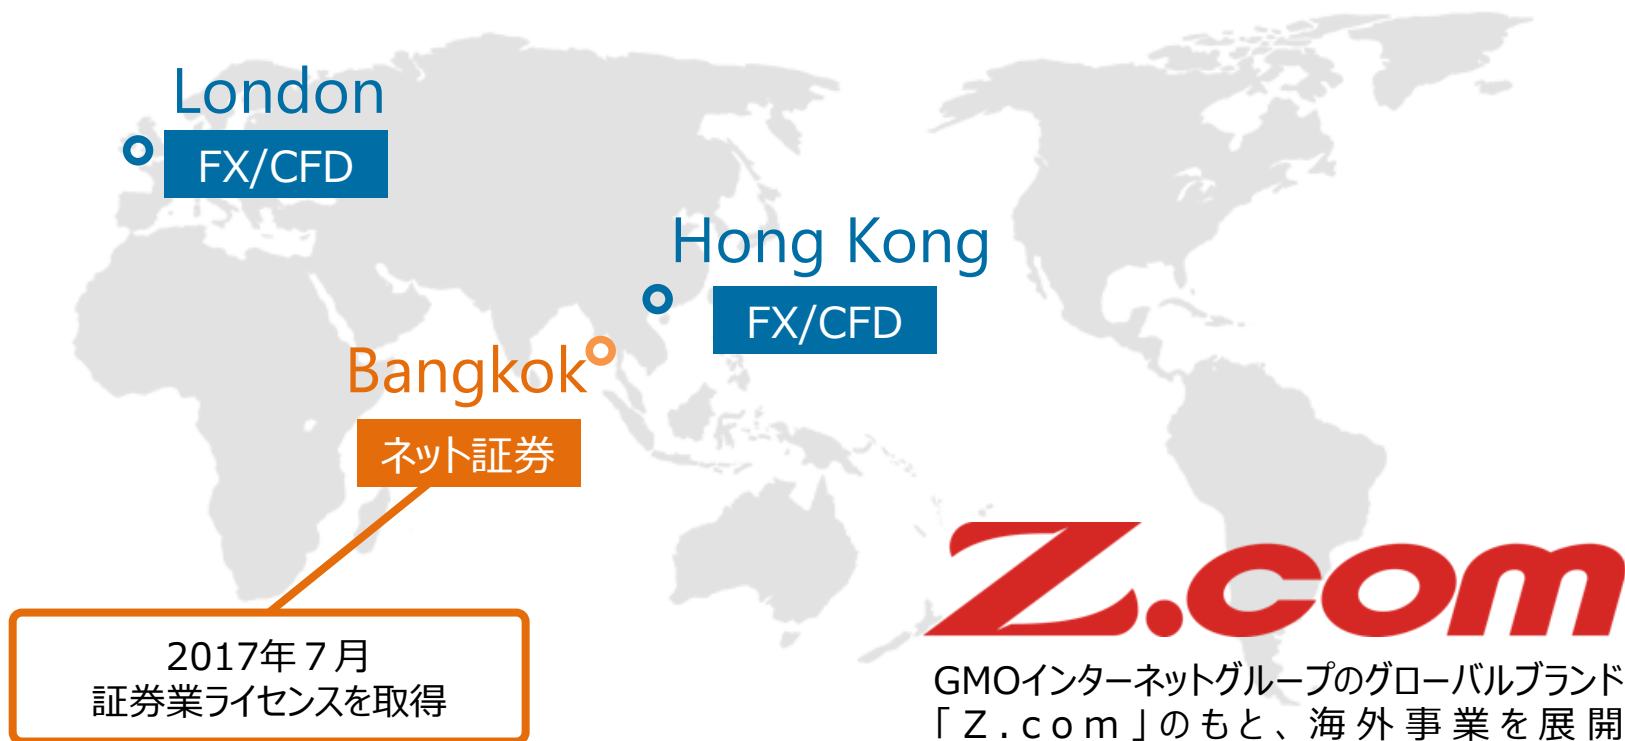 London
FX/CFD
Hong Kong
FX/CFD
Bangkok
ネット証券
2017年７月
証券業ライセンスを取得
Z.com
GMOインターネットグループのグローバルブランド
「Ｚ.ｃｏｍ」のもと、海外事業を展開